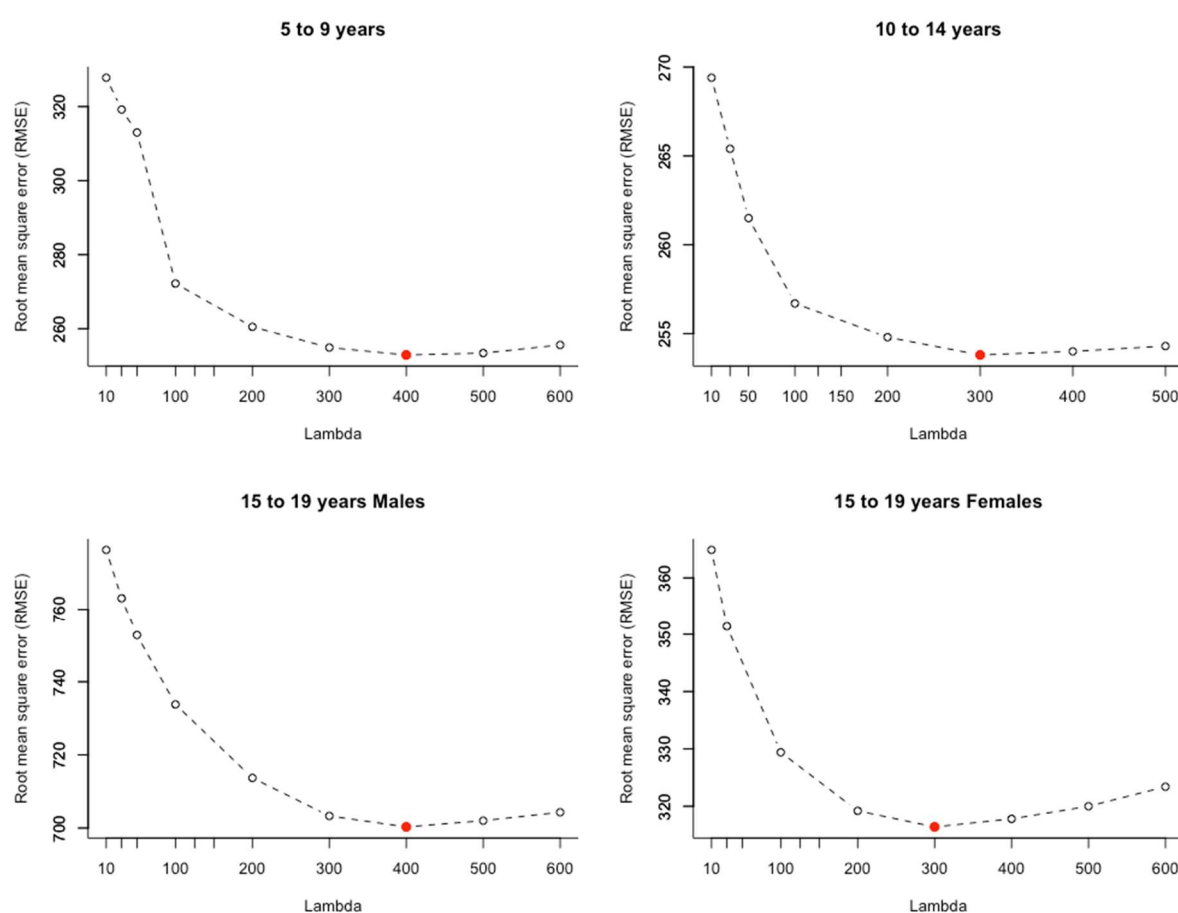 5 to 9 years
Root mean square error (RMSE)
320
300
280
260
10 100 200 300 400 500 600
Lambda
10 to 14 years
Root mean square error (RMSE)
270
265
260
255
10 50 100 150 200 300 400 500
Lambda
15 to 19 years Males
Root mean square error (RMSE)
760
740
720
700
10 100 200 300 400 500 600
Lambda
15 to 19 years Females
Root mean square error (RMSE)
360
350
340
330
320
10 100 200 300 400 500 600
Lambda